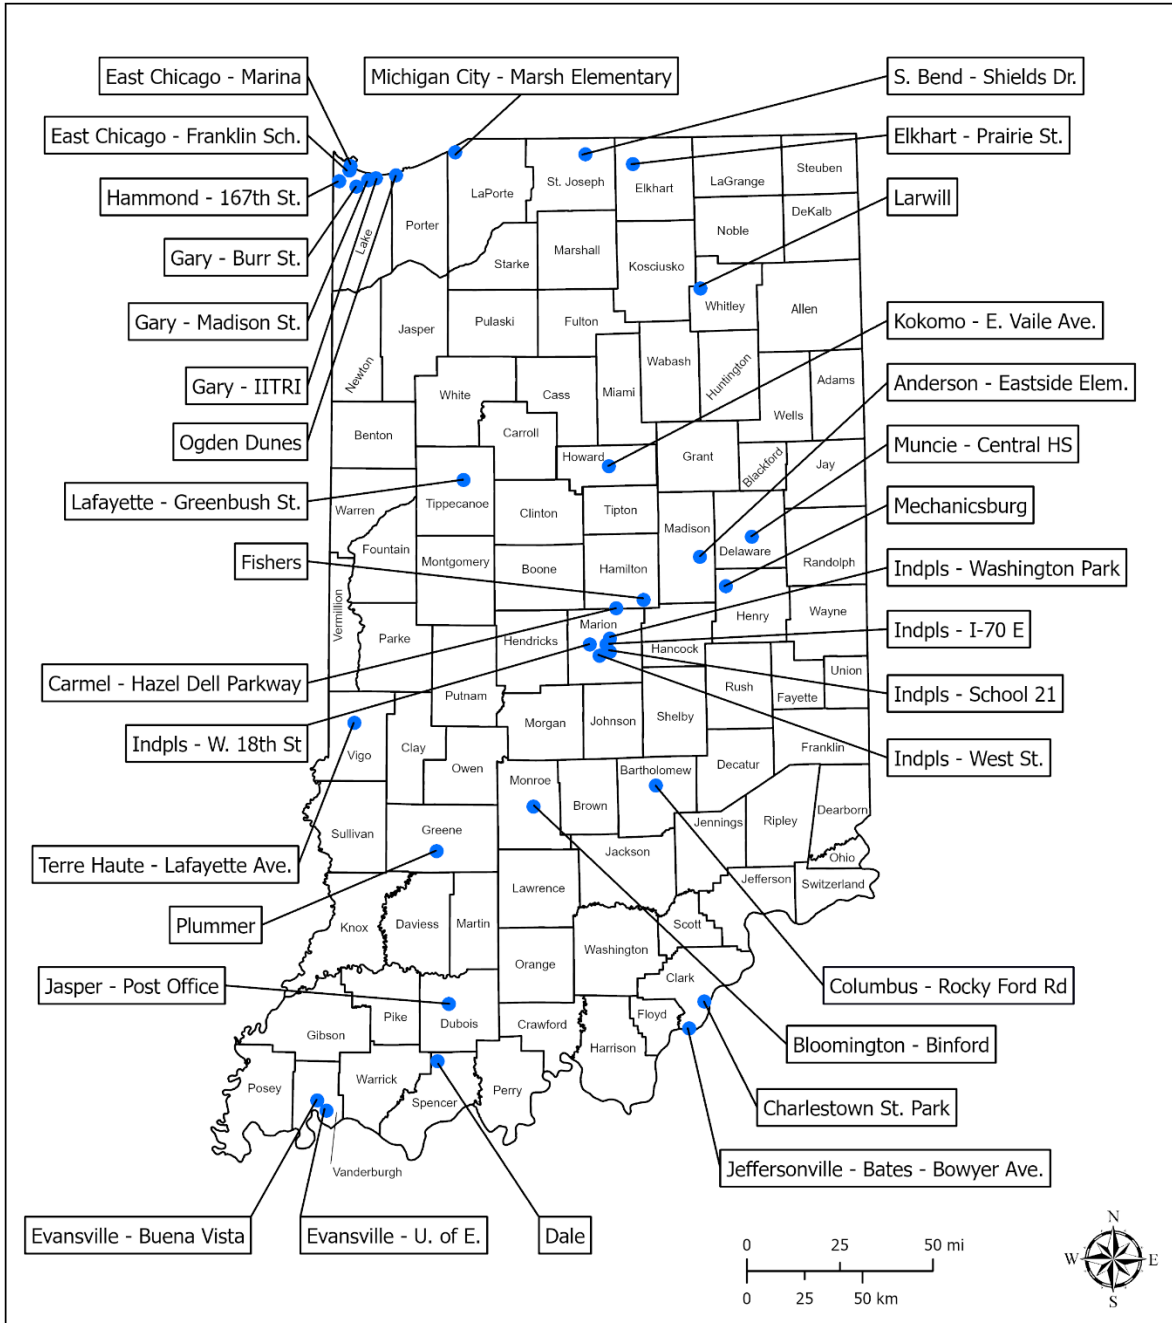 East Chicago - Marina
Michigan City - Marsh Elementary
S. Bend - Shields Dr.
East Chicago - Franklin Sch.
Elkhart - Prairie St.
Hammond - 167th St.
Larwill
Gary - Burr St.
Gary - Madison St.
Kokomo - E. Vaile Ave.
Gary - IITRI
Anderson - Eastside Elem.
Ogden Dunes
Muncie - Central HS
Lafayette - Greenbush St.
Mechanicsburg
Fishers
Indpls - Washington Park
Indpls - I-70 E
Carmel - Hazel Dell Parkway
Indpls - School 21
Indpls - W. 18th St
Indpls - West St.
Terre Haute - Lafayette Ave.
Plummer
Jasper - Post Office
Columbus - Rocky Ford Rd
Bloomington - Binford
Charlestown St. Park
Jeffersonville - Bates - Bowyer Ave.
Evansville - Buena Vista
Evansville - U. of E.
Dale
LaPorte
St. Joseph
Elkhart
LaGrange
Steuben
Lake
Porter
Noble
DeKalb
Starke
Marshall
Kosciusko
Whitley
Allen
Newton
Jasper
Pulaski
Fulton
Wabash
Huntington
White
Cass
Miami
Wells
Adams
Benton
Carroll
Howard
Grant
Blackford
Jay
Warren
Tippecanoe
Clinton
Tipton
Madison
Delaware
Randolph
Fountain
Montgomery
Boone
Hamilton
Vermillion
Parke
Hendricks
Marion
Hancock
Henry
Wayne
Putnam
Rush
Fayette
Union
Vigo
Clay
Owen
Morgan
Johnson
Shelby
Franklin
Decatur
Monroe
Brown
Bartholomew
Sullivan
Greene
Jennings
Ripley
Dearborn
Jackson
Ohio
Lawrence
Jefferson
Switzerland
Knox
Daviess
Martin
Scott
Washington
Orange
Clark
Gibson
Pike
Dubois
Crawford
Floyd
Harrison
Posey
Warrick
Spencer
Perry
Vanderburgh
0 25 50 mi
0 25 50 km
N
W E
S